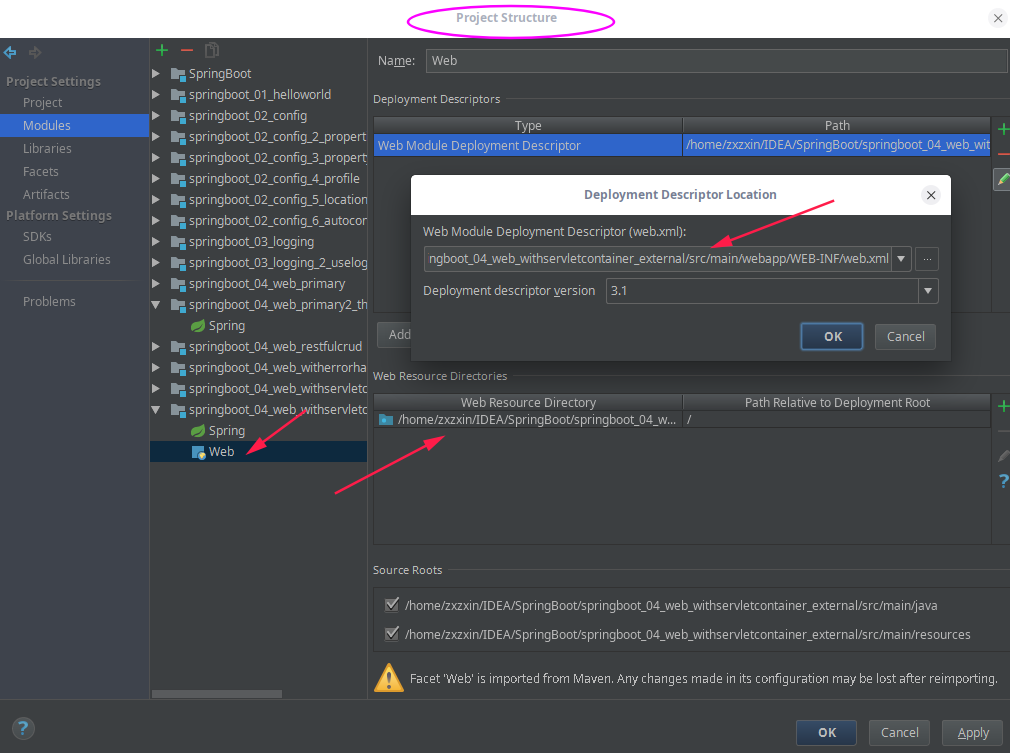 Project Structure
Project Settings
Project
Modules
Libraries
Facets
Artifacts
Platform Settings
SDKs
Global Libraries
Problems
SpringBoot
springboot_01_helloworld
springboot_02_config
springboot_02_config_2_propert
springboot_02_config_3_propert
springboot_02_config_4_profile
springboot_02_config_5_location
springboot_02_config_6_autocor
springboot_03_logging
springboot_03_logging_2_uselog
springboot_04_web_primary
springboot_04_web_primary2_th
Spring
springboot_04_web_restfulcrud
springboot_04_web_witherrorha
springboot_04_web_withservletc
springboot_04_web_withservletc
Spring
Web
Name: Web
Deployment Descriptors
Type Path
Web Module Deployment Descriptor /home/zxzxin/IDEA/SpringBoot/springboot_04_web_wit
Deployment Descriptor Location
Web Module Deployment Descriptor (web.xml):
ngboot_04_web_withservletcontainer_external/src/main/webapp/WEB-INF/web.xml ...
Deployment descriptor version 3.1
OK Cancel
Add
Web Resource Directories
Web Resource Directory Path Relative to Deployment Root
/home/zxzxin/IDEA/SpringBoot/springboot_04_w... /
Source Roots
/home/zxzxin/IDEA/SpringBoot/springboot_04_web_withservletcontainer_external/src/main/java
/home/zxzxin/IDEA/SpringBoot/springboot_04_web_withservletcontainer_external/src/main/resources
Facet 'Web' is imported from Maven. Any changes made in its configuration may be lost after reimporting.
? OK Cancel Apply